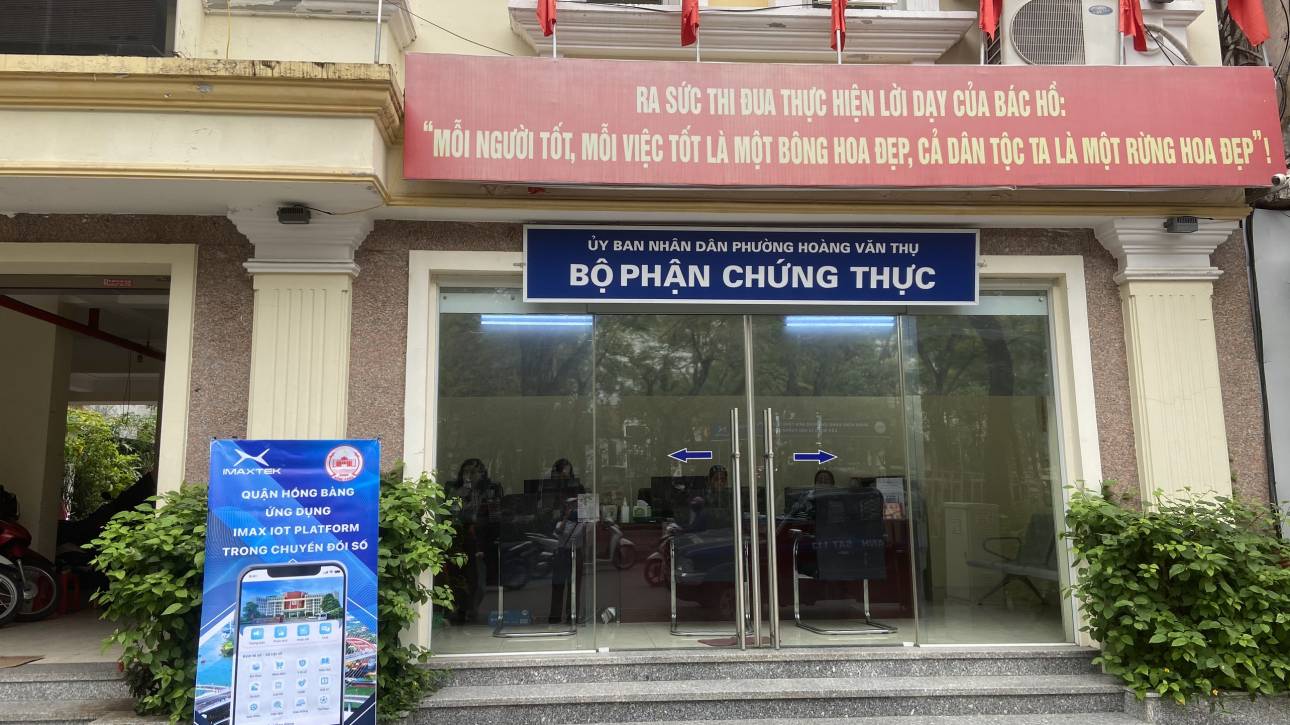 RA SỨC THI ĐUA THỰC HIỆN LỜI DẠY CỦA BÁC HỒ:
“MỖI NGƯỜI TỐT, MỖI VIỆC TỐT LÀ MỘT BÔNG HOA ĐẸP, CẢ DÂN TỘC TA LÀ MỘT RỪNG HOA ĐẸP”!
ỦY BAN NHÂN DÂN PHƯỜNG HOÀNG VĂN THỤ
BỘ PHẬN CHỨNG THỰC
IMAXTEK
QUẬN HỒNG BÀNG
ỨNG DỤNG
IMAX IOT PLATFORM
TRONG CHUYỂN ĐỔI SỐ